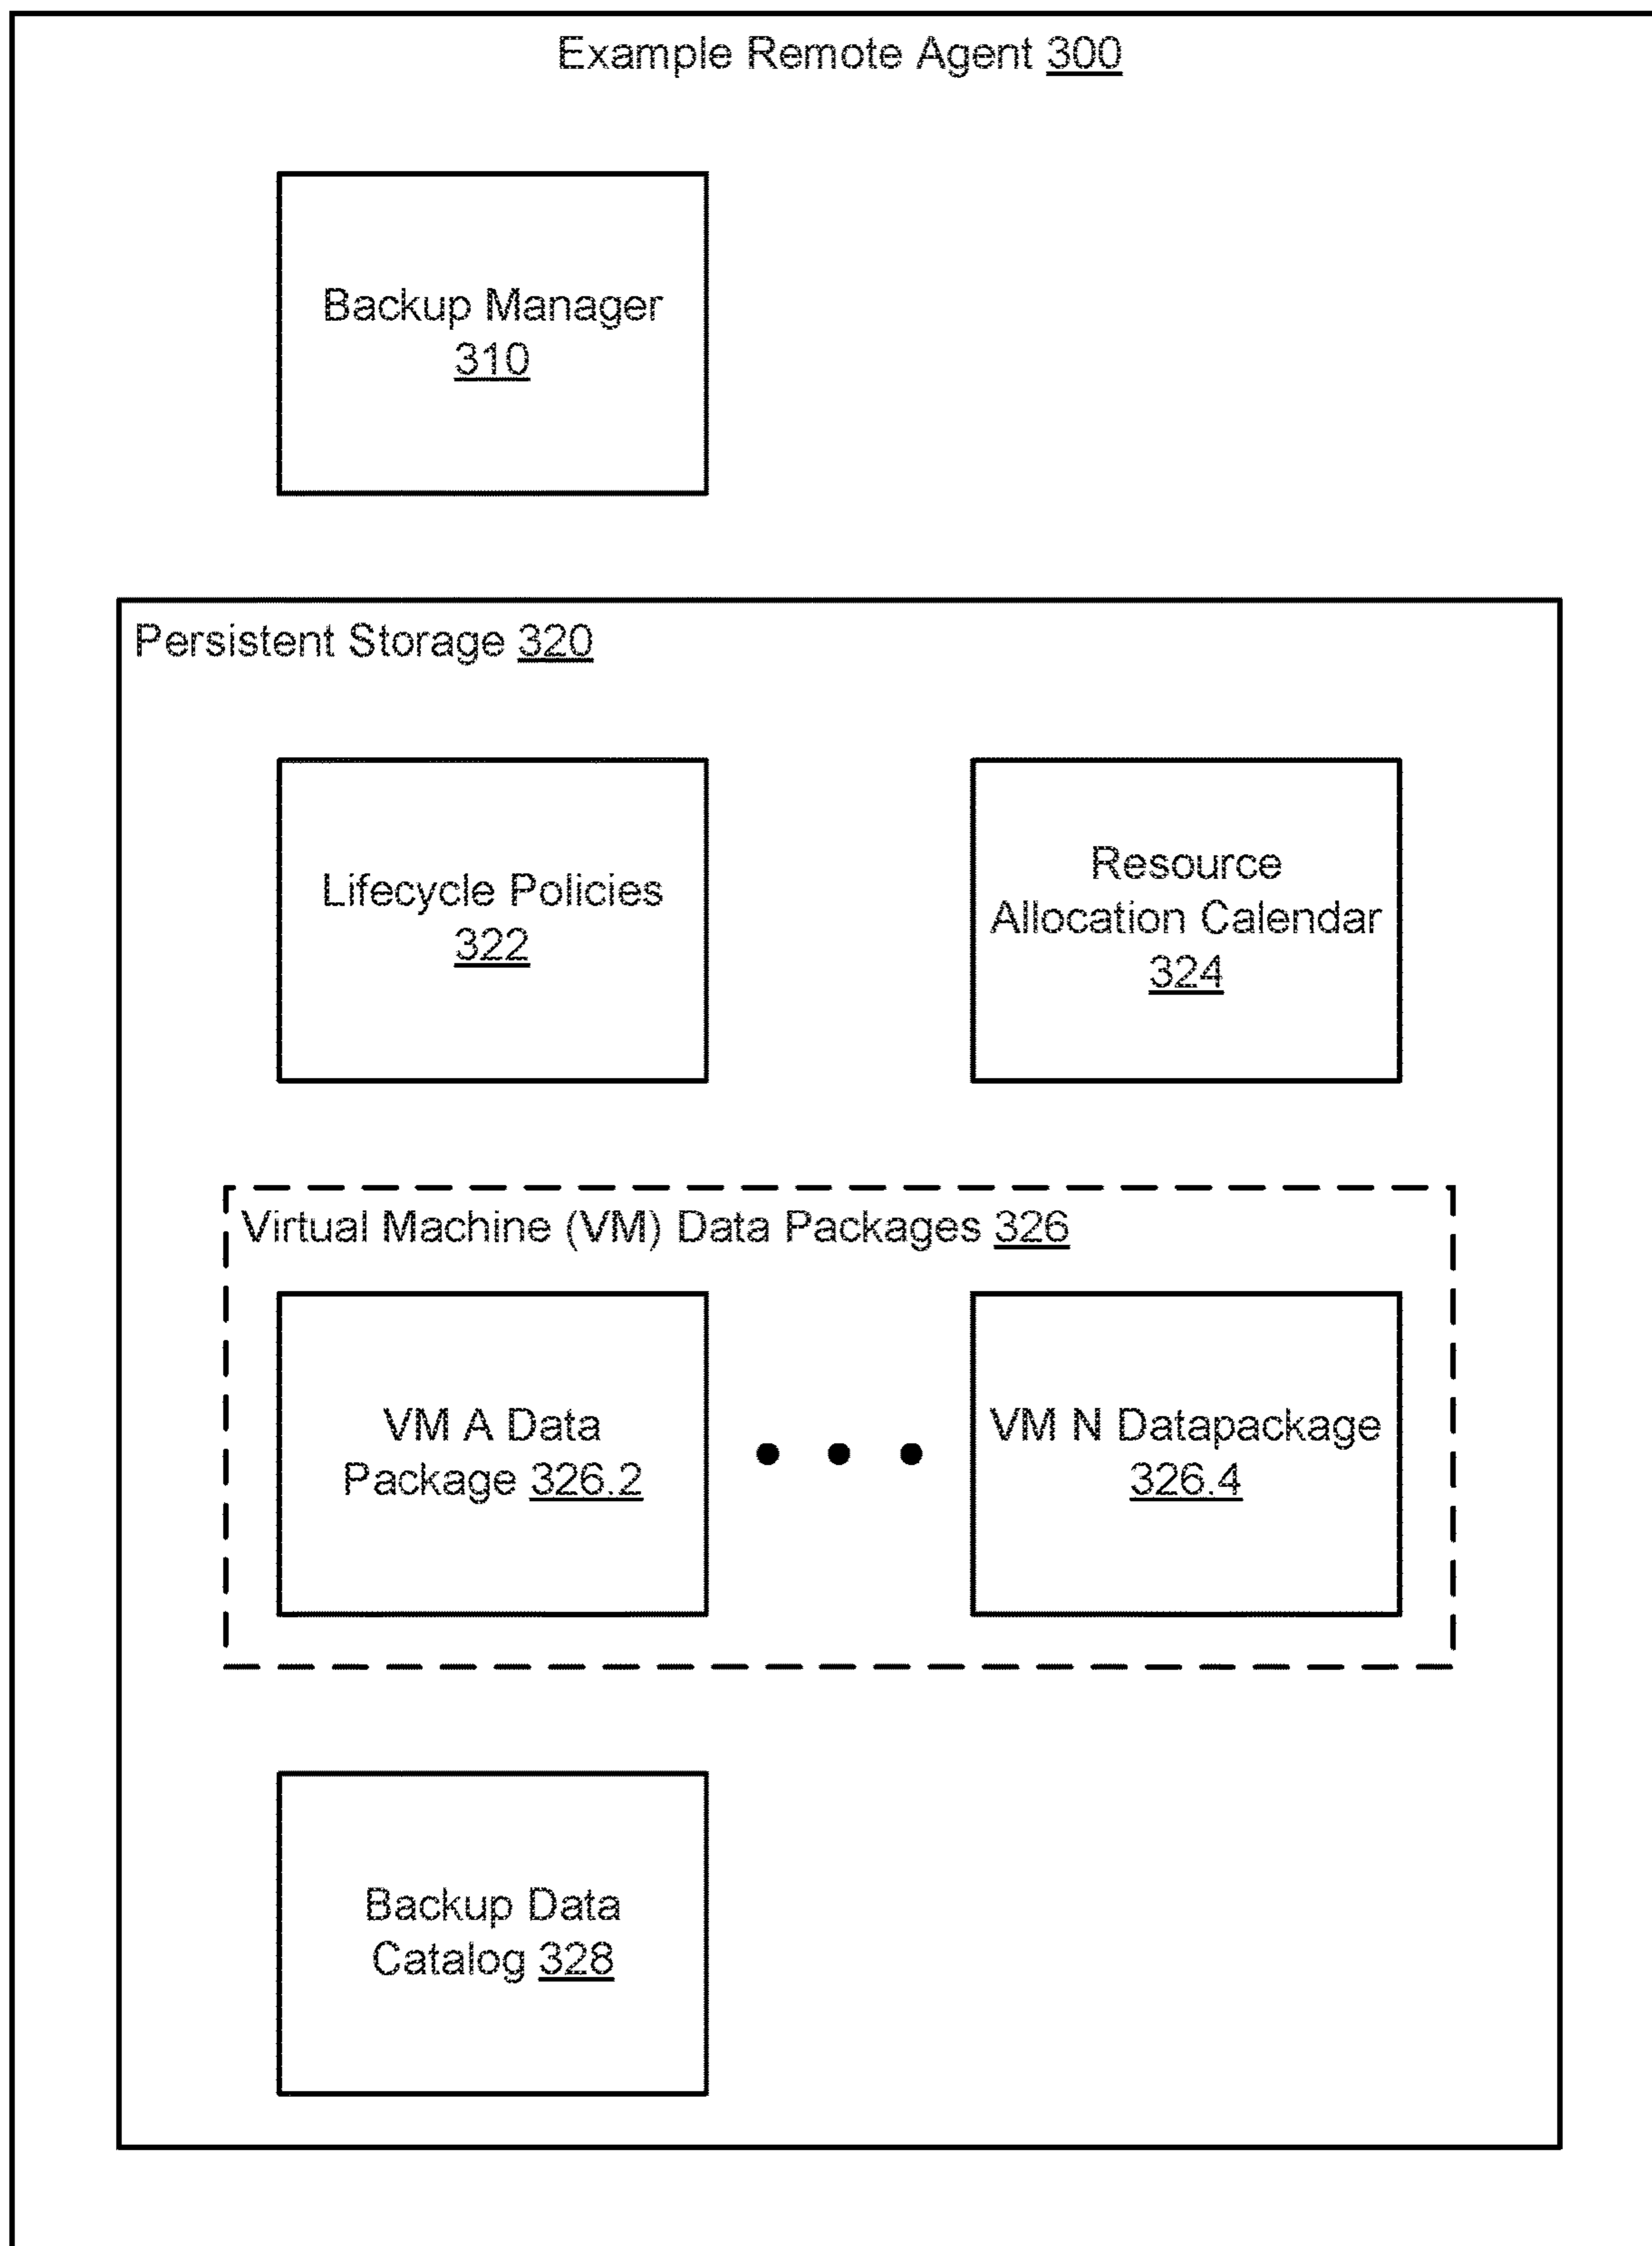 Example Remote Agent 300
Backup Manager
310
Persistent Storage 320
Lifecycle Policies
322
Resource
Allocation Calendar
324
Virtual Machine (VM) Data Packages 326
VM A Data
Package 326.2
VM N Datapackage
326.4
Backup Data
Catalog 328